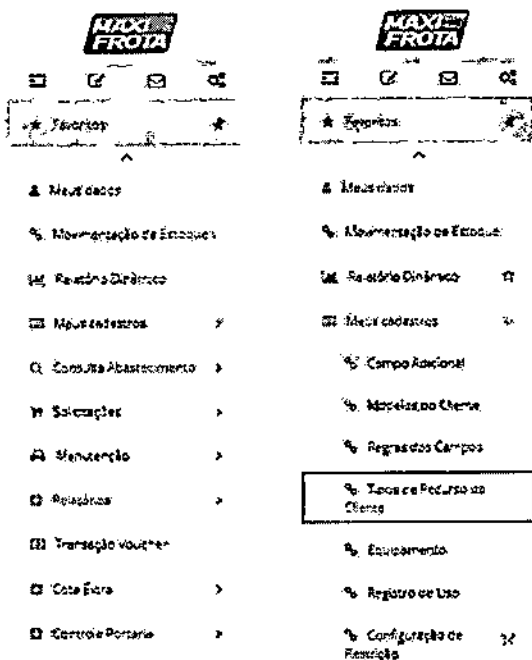 MAXI
FROTA
Favoritos
Meus dados
Movimentação de Estoques
Relatório Dinâmico
Meus cadastros
Consulta Abastecimento
Solicitações
Manutenção
Relatórios
Transação Voucher
Cota Extra
Controle Portaria
MAXI
FROTA
Favoritos
Meus dados
Movimentação de Estoques
Relatório Dinâmico
Meus cadastros
Campo Adicional
Modelos do Cliente
Regras dos Campos
Tipos de Recurso do
Cliente
Equipamento
Registro de Uso
Configuração de
Restrição